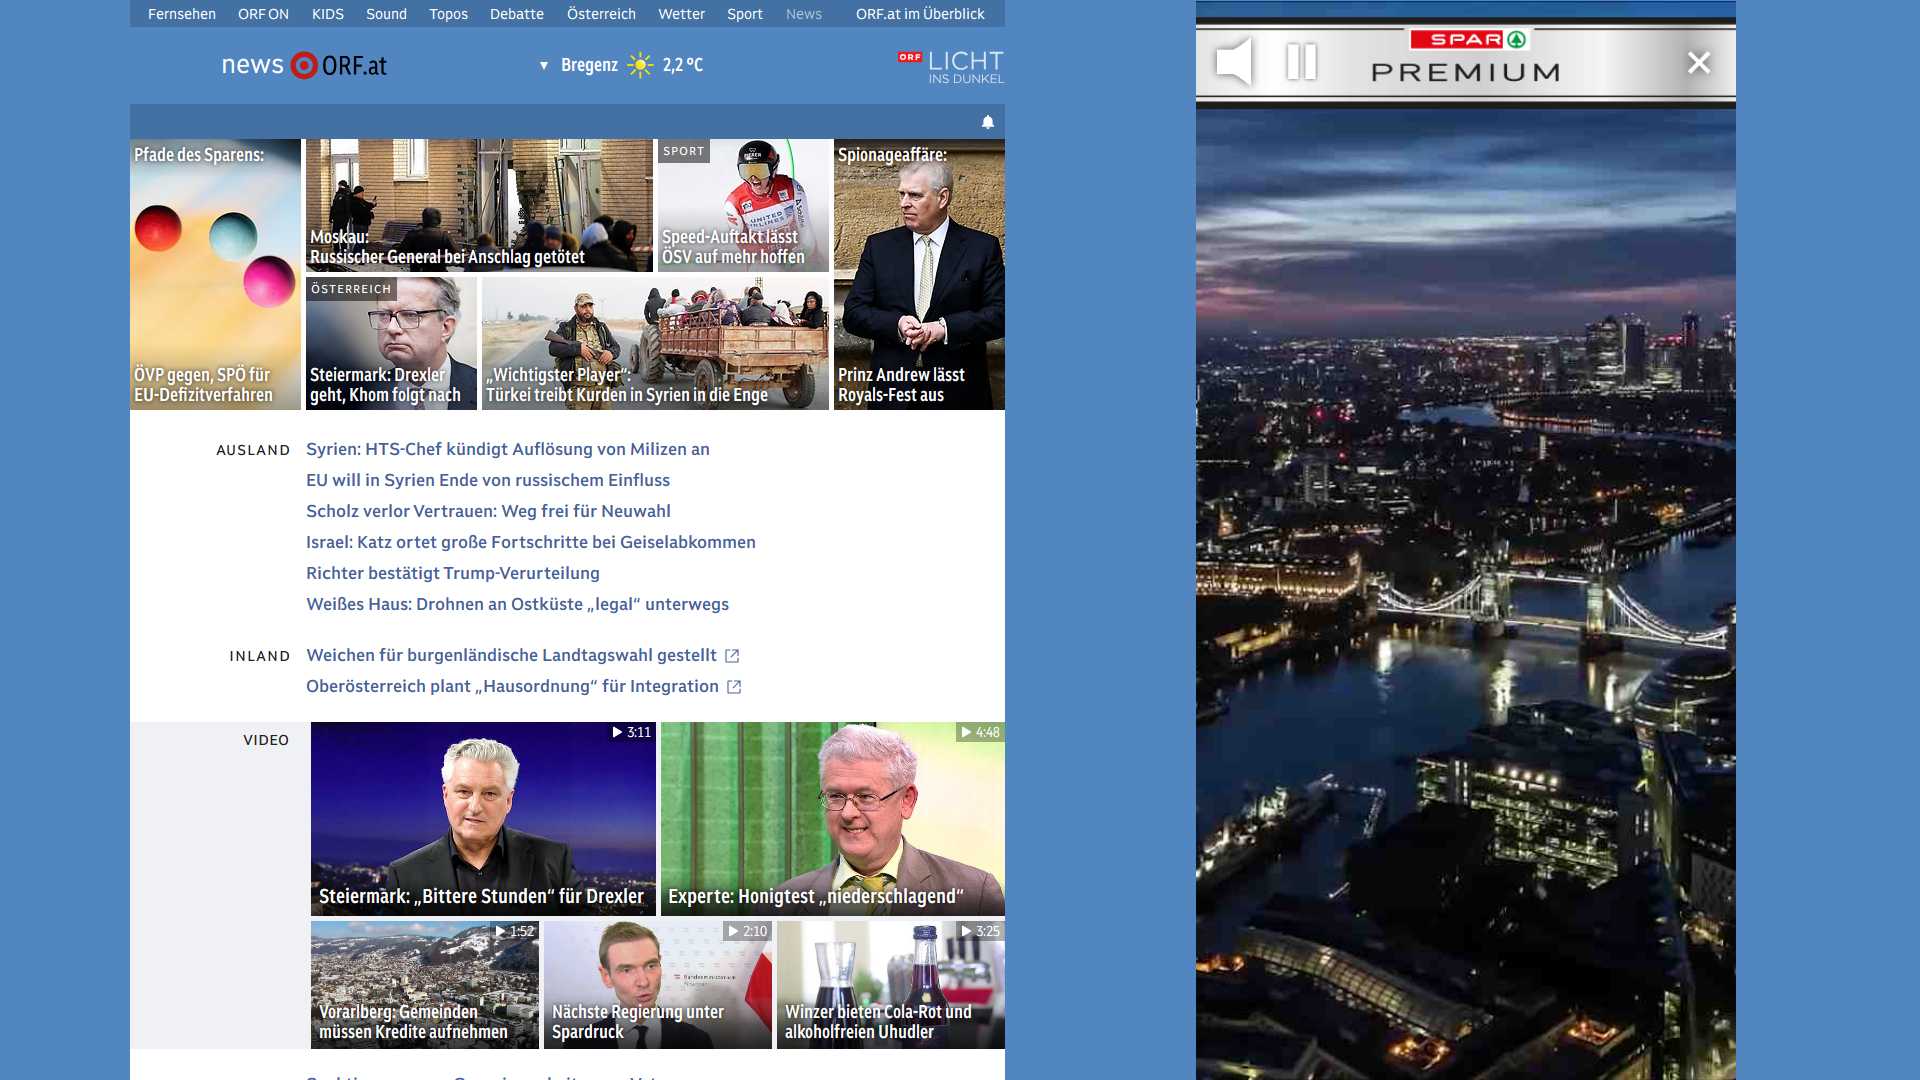 Fernsehen ORF ON KIDS Sound Topos Debatte Österreich Wetter Sport News ORF.at im Überblick
news ORF.at
▼ Bregenz 2,2 °C
ORF LICHT
INS DUNKEL
Pfade des Sparens:
ÖVP gegen, SPÖ für
EU-Defizitverfahren
Moskau:
Russischer General bei Anschlag getötet
SPORT
Speed-Auftakt lässt
ÖSV auf mehr hoffen
Spionageaffäre:
Prinz Andrew lässt
Royals-Fest aus
ÖSTERREICH
Steiermark: Drexler
geht, Khom folgt nach
„Wichtigster Player“:
Türkei treibt Kurden in Syrien in die Enge
AUSLAND
Syrien: HTS-Chef kündigt Auflösung von Milizen an
EU will in Syrien Ende von russischem Einfluss
Scholz verlor Vertrauen: Weg frei für Neuwahl
Israel: Katz ortet große Fortschritte bei Geiselabkommen
Richter bestätigt Trump-Verurteilung
Weißes Haus: Drohnen an Ostküste „legal“ unterwegs
INLAND
Weichen für burgenländische Landtagswahl gestellt
Oberösterreich plant „Hausordnung“ für Integration
VIDEO
3:11
Steiermark: „Bittere Stunden“ für Drexler
4:48
Experte: Honigtest „niederschlagend“
1:52
Vorarlberg: Gemeinden
müssen Kredite aufnehmen
2:10
Nächste Regierung unter
Spardruck
3:25
Winzer bieten Cola-Rot und
alkoholfreien Uhudler
SPAR
PREMIUM